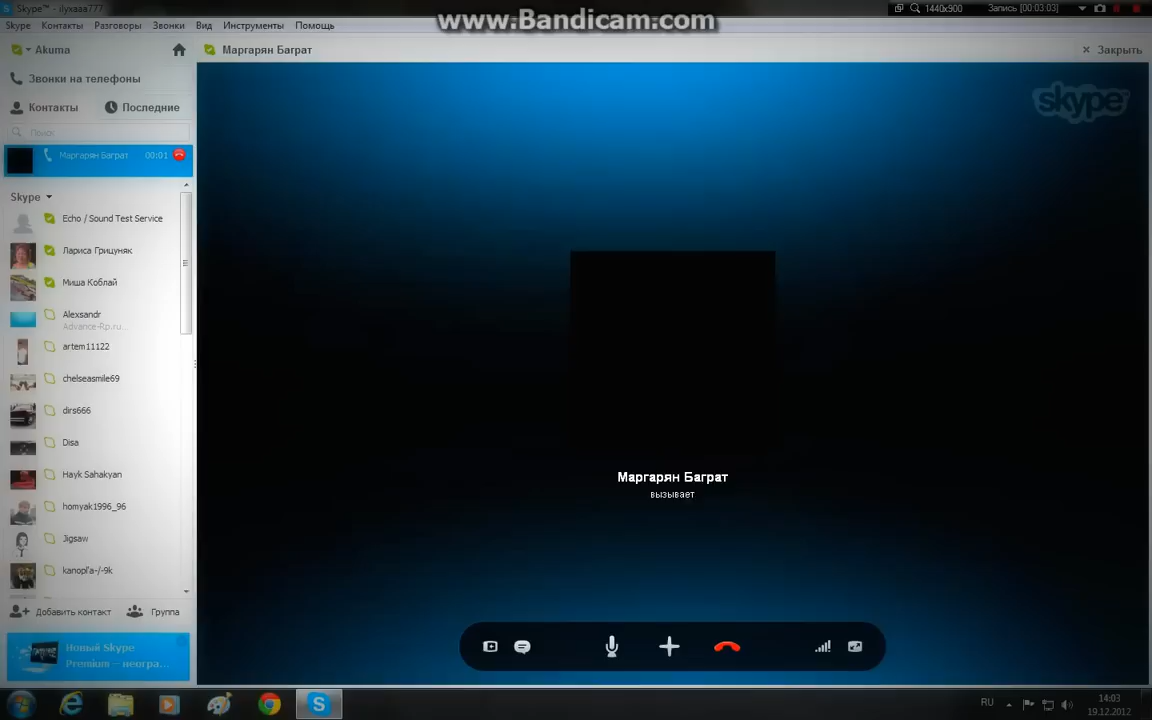 Skype™ - ilyxaaa777
www.Bandicam.com
1440x900
Запись [00:03:03]
Skype Контакты Разговоры Звонки Вид Инструменты Помощь
Akuma
Маргарян Баграт
Закрыть
Звонки на телефоны
Контакты
Последние
Поиск
Маргарян Баграт 00:01
skype
Skype
Echo / Sound Test Service
Лариса Грицуняк
Миша Коблай
Alexsandr
Advance-Rp.ru...
artem11122
chelseasmile69
dirs666
Disa
Hayk Sahakyan
homyak1996_96
Jigsaw
kanopl'a-/-9k
Маргарян Баграт
вызывает
Добавить контакт
Группа
Новый Skype
Premium – неогра...
RU
14:03
19.12.2012